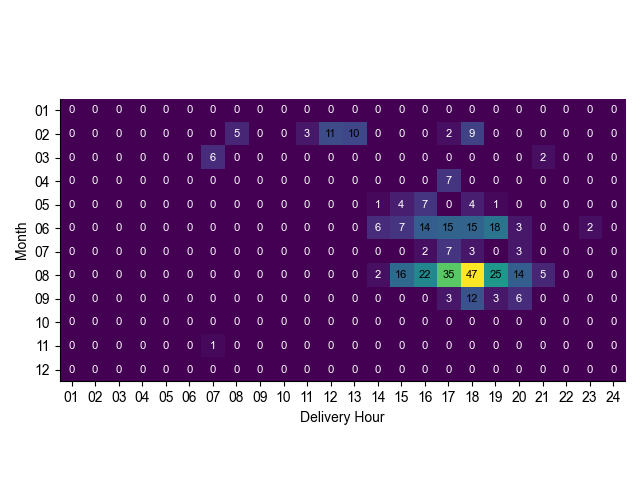 01 0 0 0 0 0 0 0 0 0 0 0 0 0 0 0 0 0 0 0 0 0 0 0 0
02 0 0 0 0 0 0 0 5 0 0 3 11 10 0 0 0 2 9 0 0 0 0 0 0
03 0 0 0 0 0 0 6 0 0 0 0 0 0 0 0 0 0 0 0 0 2 0 0 0
04 0 0 0 0 0 0 0 0 0 0 0 0 0 0 0 0 7 0 0 0 0 0 0 0
05 0 0 0 0 0 0 0 0 0 0 0 0 0 1 4 7 0 4 1 0 0 0 0 0
06 0 0 0 0 0 0 0 0 0 0 0 0 0 6 7 14 15 15 18 3 0 0 2 0
Month
07 0 0 0 0 0 0 0 0 0 0 0 0 0 0 0 2 7 3 0 3 0 0 0 0
08 0 0 0 0 0 0 0 0 0 0 0 0 0 2 16 22 35 47 25 14 5 0 0 0
09 0 0 0 0 0 0 0 0 0 0 0 0 0 0 0 0 3 12 3 6 0 0 0 0
10 0 0 0 0 0 0 0 0 0 0 0 0 0 0 0 0 0 0 0 0 0 0 0 0
11 0 0 0 0 0 0 1 0 0 0 0 0 0 0 0 0 0 0 0 0 0 0 0 0
12 0 0 0 0 0 0 0 0 0 0 0 0 0 0 0 0 0 0 0 0 0 0 0 0
01 02 03 04 05 06 07 08 09 10 11 12 13 14 15 16 17 18 19 20 21 22 23 24
Delivery Hour